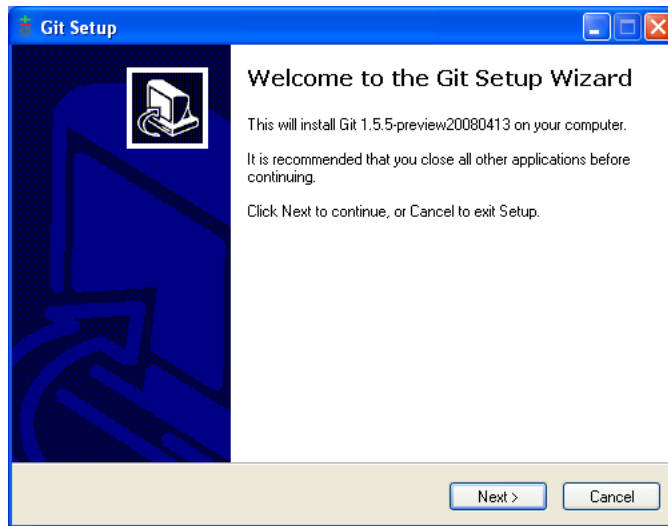 Git Setup
Welcome to the Git Setup Wizard
This will install Git 1.5.5-preview20080413 on your computer.
It is recommended that you close all other applications before
continuing.
Click Next to continue, or Cancel to exit Setup.
Next >
Cancel